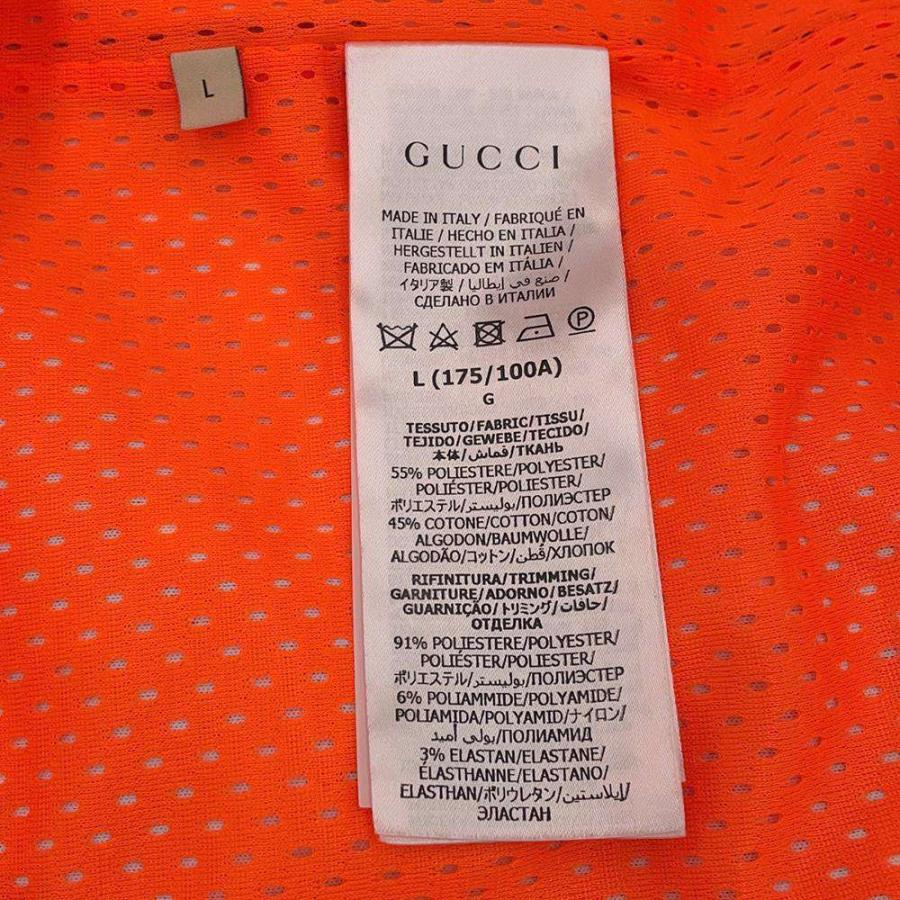 L
GUCCI
MADE IN ITALY / FABRIQUÉ EN
ITALIE / HECHO EN ITALIA /
HERGESTELLT IN ITALIEN /
FABRICADO EM ITÁLIA /
イタリア製 / صنع في إيطاليا /
СДЕЛАНО В ИТАЛИИ
P
L (175/100A)
G
TESSUTO/FABRIC/TISSU/
TEJIDO/GEWEBE/TECIDO/
本体/قماش/ТКАНЬ
55% POLIESTERE/POLYESTER/
POLIÉSTER/POLIESTER/
ポリエステル/بوليستر/ПОЛИЭСТЕР
45% COTONE/COTTON/COTON/
ALGODON/BAUMWOLLE/
ALGODÃO/コットン/قطن/ХЛОПОК
RIFINITURA/TRIMMING/
GARNITURE/ADORNO/BESATZ/
GUARNIÇÃO/トリミング/حافات/
ОТДЕЛКА
91% POLIESTERE/POLYESTER/
POLIÉSTER/POLIESTER/
ポリエステル/بوليستر/ПОЛИЭСТЕР
6% POLIAMMIDE/POLYAMIDE/
POLIAMIDA/POLYAMID/ナイロン/
بولي أميد/ПОЛИАМИД
3% ELASTAN/ELASTANE/
ÉLASTHANNE/ELASTANO/
ELASTHAN/ポリウレタン/إيلاستين/
ЭЛАСТАН